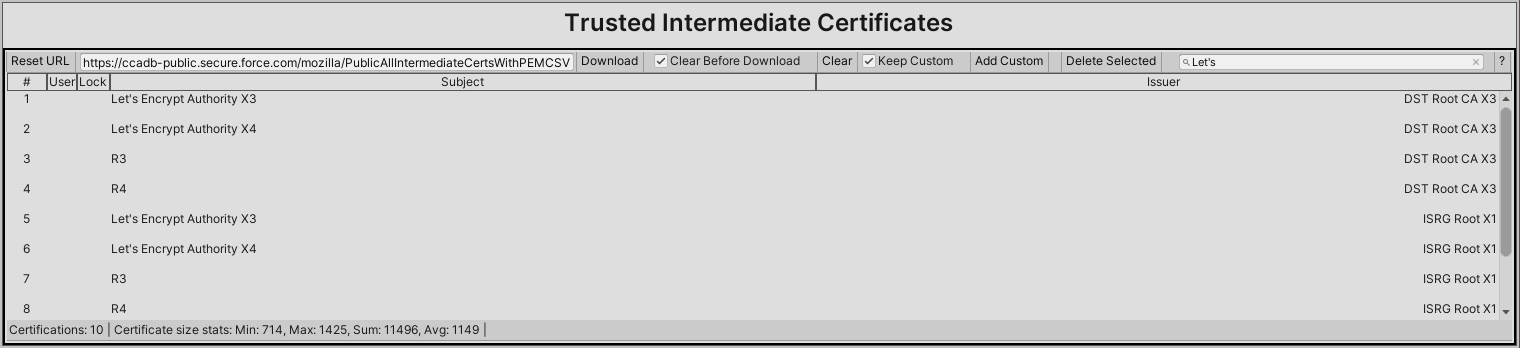 Trusted Intermediate Certificates
Reset URL https://ccadb-public.secure.force.com/mozilla/PublicAllIntermediateCertsWithPEMCSV Download Clear Before Download Clear Keep Custom Add Custom Delete Selected Let's ?
# User Lock Subject Issuer
1 Let's Encrypt Authority X3 DST Root CA X3
2 Let's Encrypt Authority X4 DST Root CA X3
3 R3 DST Root CA X3
4 R4 DST Root CA X3
5 Let's Encrypt Authority X3 ISRG Root X1
6 Let's Encrypt Authority X4 ISRG Root X1
7 R3 ISRG Root X1
8 R4 ISRG Root X1
Certifications: 10 | Certificate size stats: Min: 714, Max: 1425, Sum: 11496, Avg: 1149 |